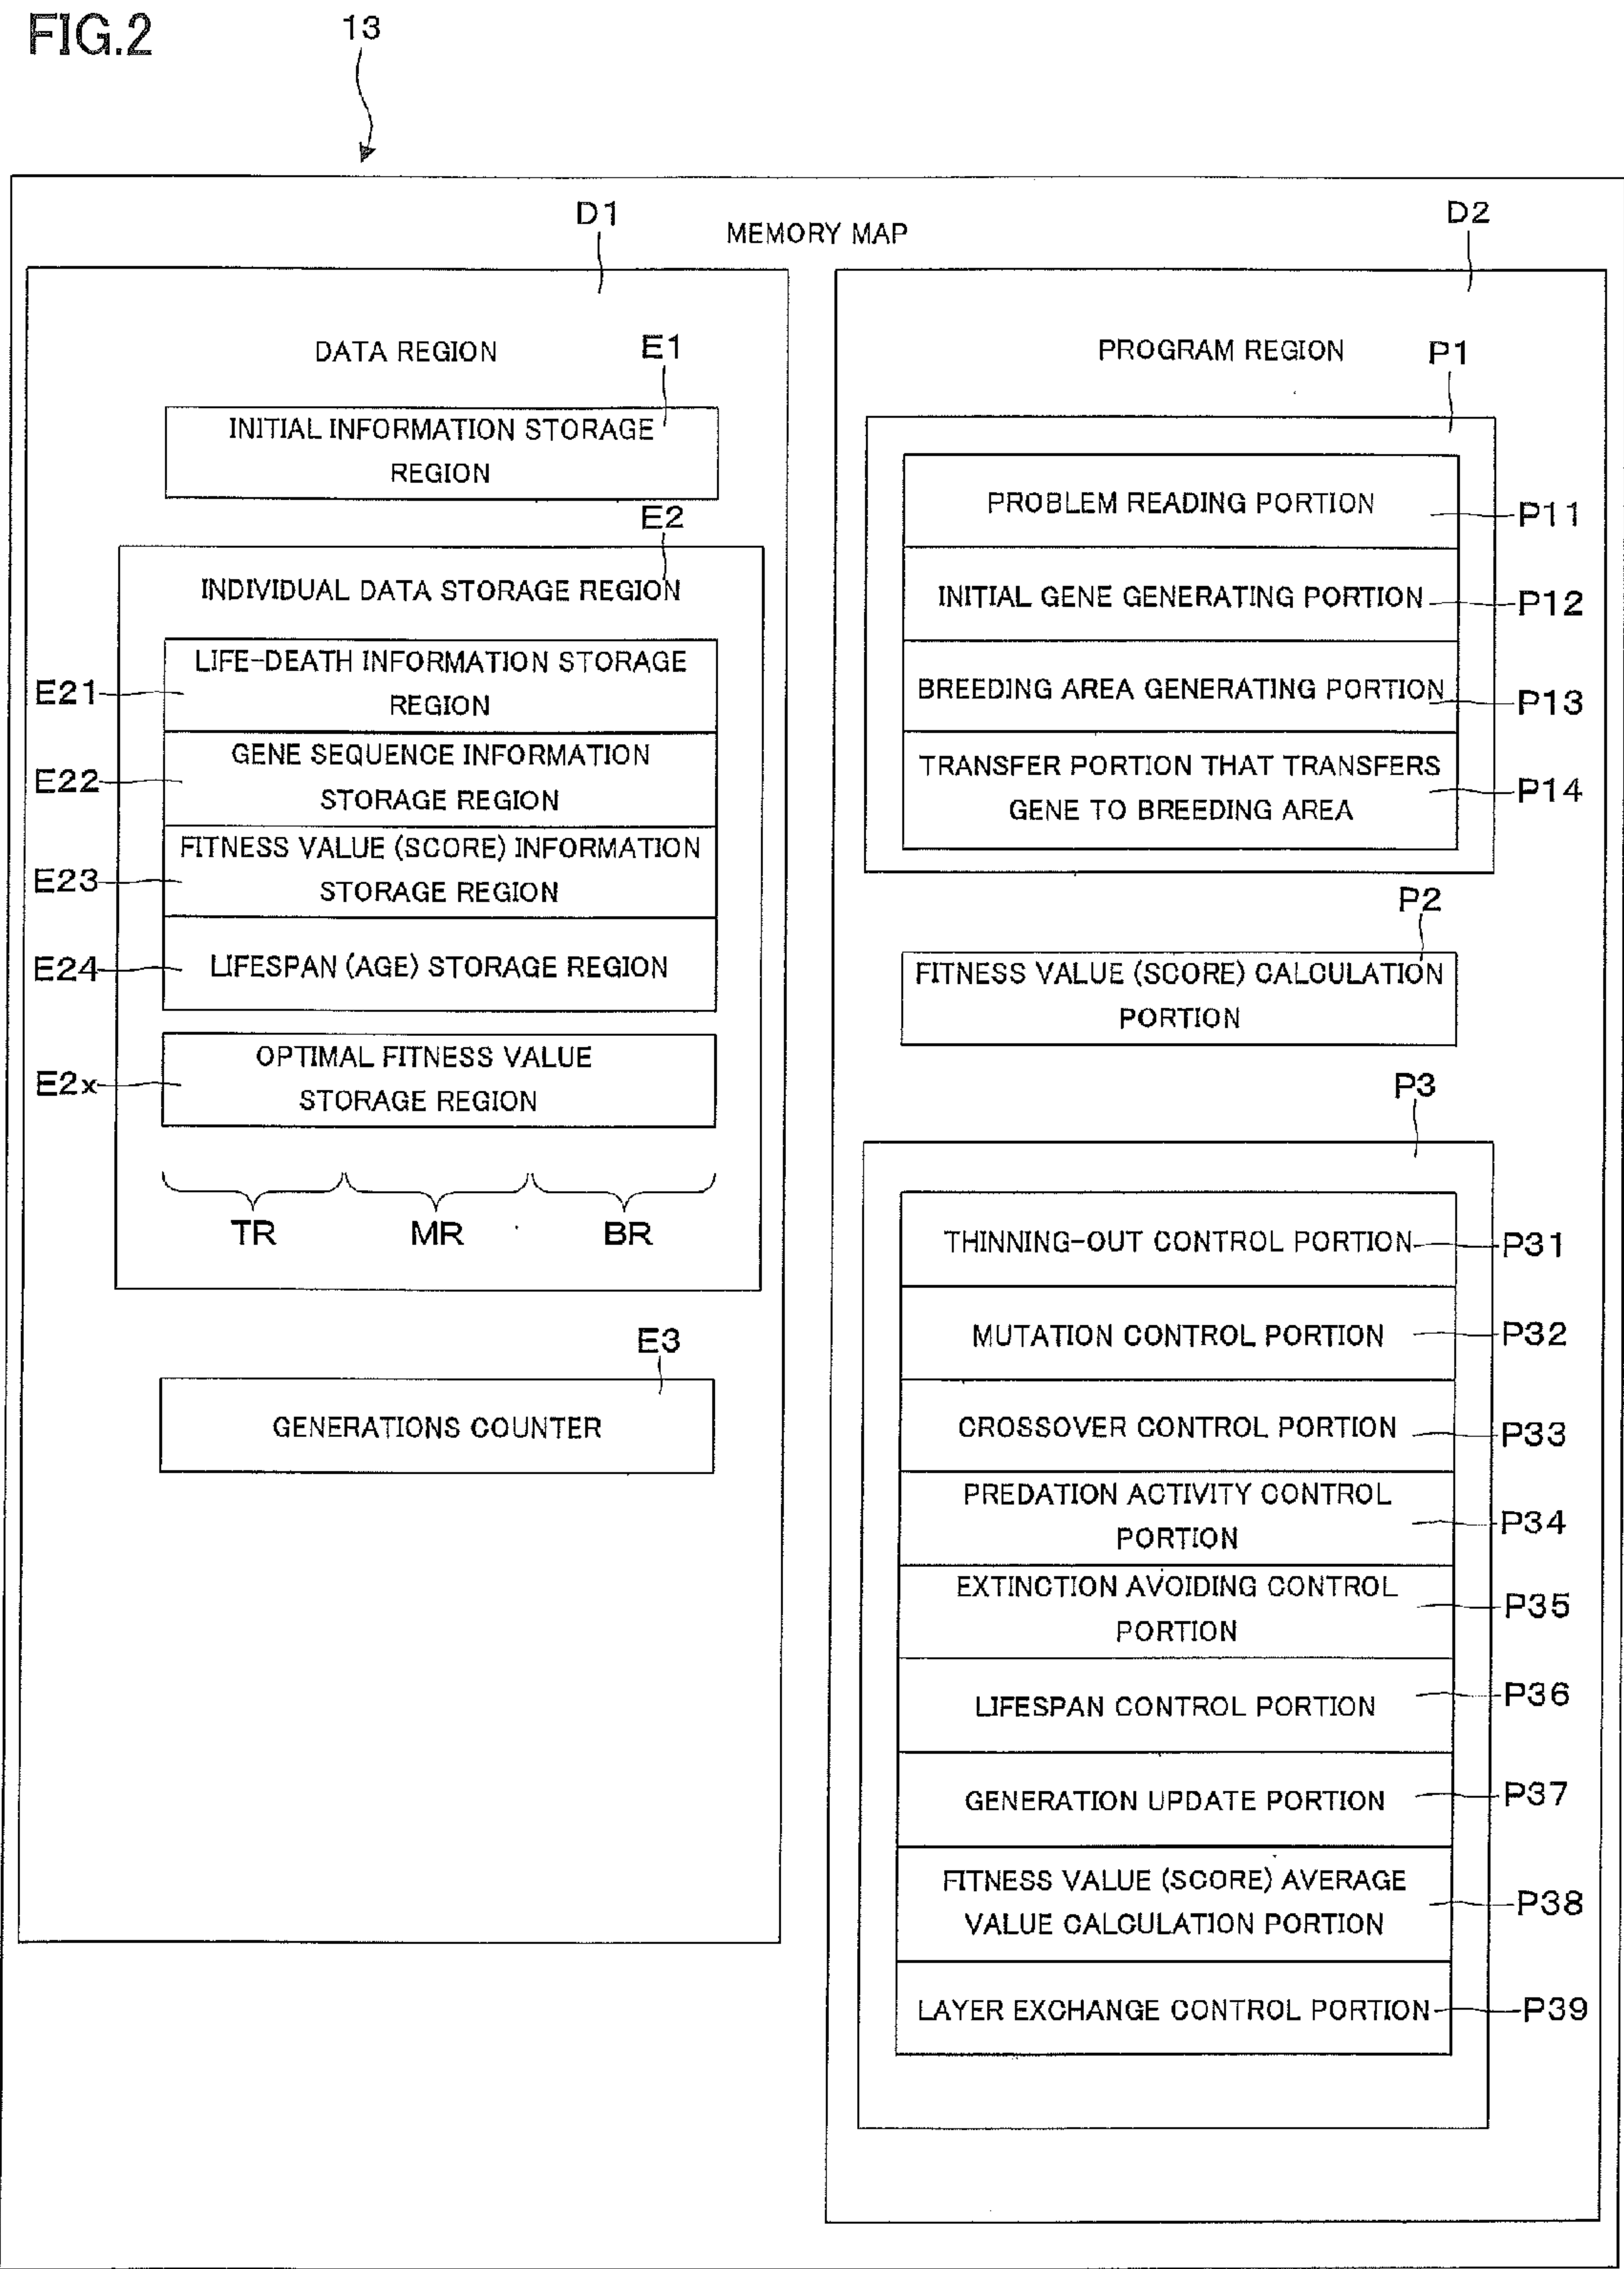 FIG.2
13
MEMORY MAP
D1
DATA REGION
E1
INITIAL INFORMATION STORAGE
REGION
E2
INDIVIDUAL DATA STORAGE REGION
E21
LIFE-DEATH INFORMATION STORAGE
REGION
E22
GENE SEQUENCE INFORMATION
STORAGE REGION
E23
FITNESS VALUE (SCORE) INFORMATION
STORAGE REGION
E24
LIFESPAN (AGE) STORAGE REGION
E2x
OPTIMAL FITNESS VALUE
STORAGE REGION
TR MR BR
E3
GENERATIONS COUNTER
D2
PROGRAM REGION
P1
PROBLEM READING PORTION
P11
INITIAL GENE GENERATING PORTION
P12
BREEDING AREA GENERATING PORTION
P13
TRANSFER PORTION THAT TRANSFERS
GENE TO BREEDING AREA
P14
P2
FITNESS VALUE (SCORE) CALCULATION
PORTION
P3
THINNING-OUT CONTROL PORTION
P31
MUTATION CONTROL PORTION
P32
CROSSOVER CONTROL PORTION
P33
PREDATION ACTIVITY CONTROL
PORTION
P34
EXTINCTION AVOIDING CONTROL
PORTION
P35
LIFESPAN CONTROL PORTION
P36
GENERATION UPDATE PORTION
P37
FITNESS VALUE (SCORE) AVERAGE
VALUE CALCULATION PORTION
P38
LAYER EXCHANGE CONTROL PORTION
P39